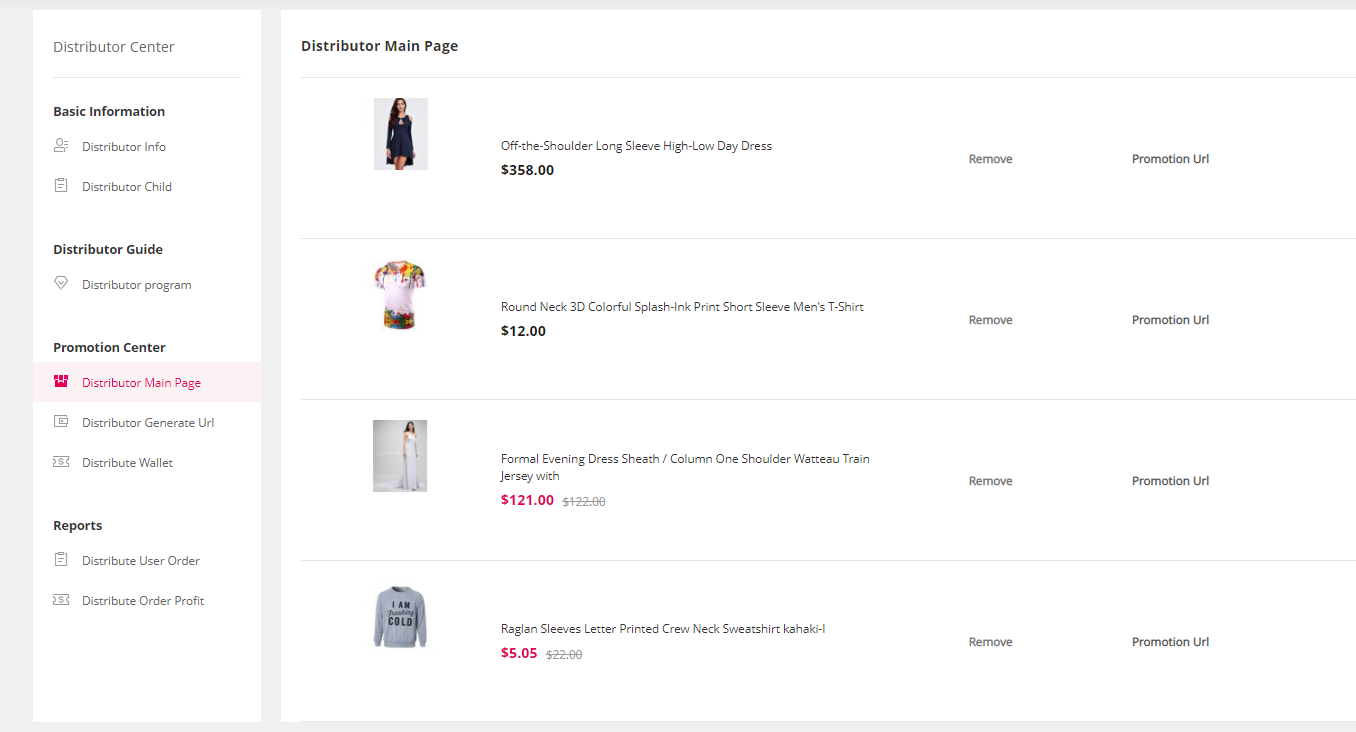 Distributor Center
Basic Information
Distributor Info
Distributor Child
Distributor Guide
Distributor program
Promotion Center
Distributor Main Page
Distributor Generate Url
Distribute Wallet
Reports
Distribute User Order
Distribute Order Profit
Distributor Main Page
Off-the-Shoulder Long Sleeve High-Low Day Dress
$358.00
Remove
Promotion Url
Round Neck 3D Colorful Splash-Ink Print Short Sleeve Men's T-Shirt
$12.00
Remove
Promotion Url
Formal Evening Dress Sheath / Column One Shoulder Watteau Train
Jersey with
$121.00 $122.00
Remove
Promotion Url
I AM
Freaking
COLD
Raglan Sleeves Letter Printed Crew Neck Sweatshirt kahaki-l
$5.05 $22.00
Remove
Promotion Url